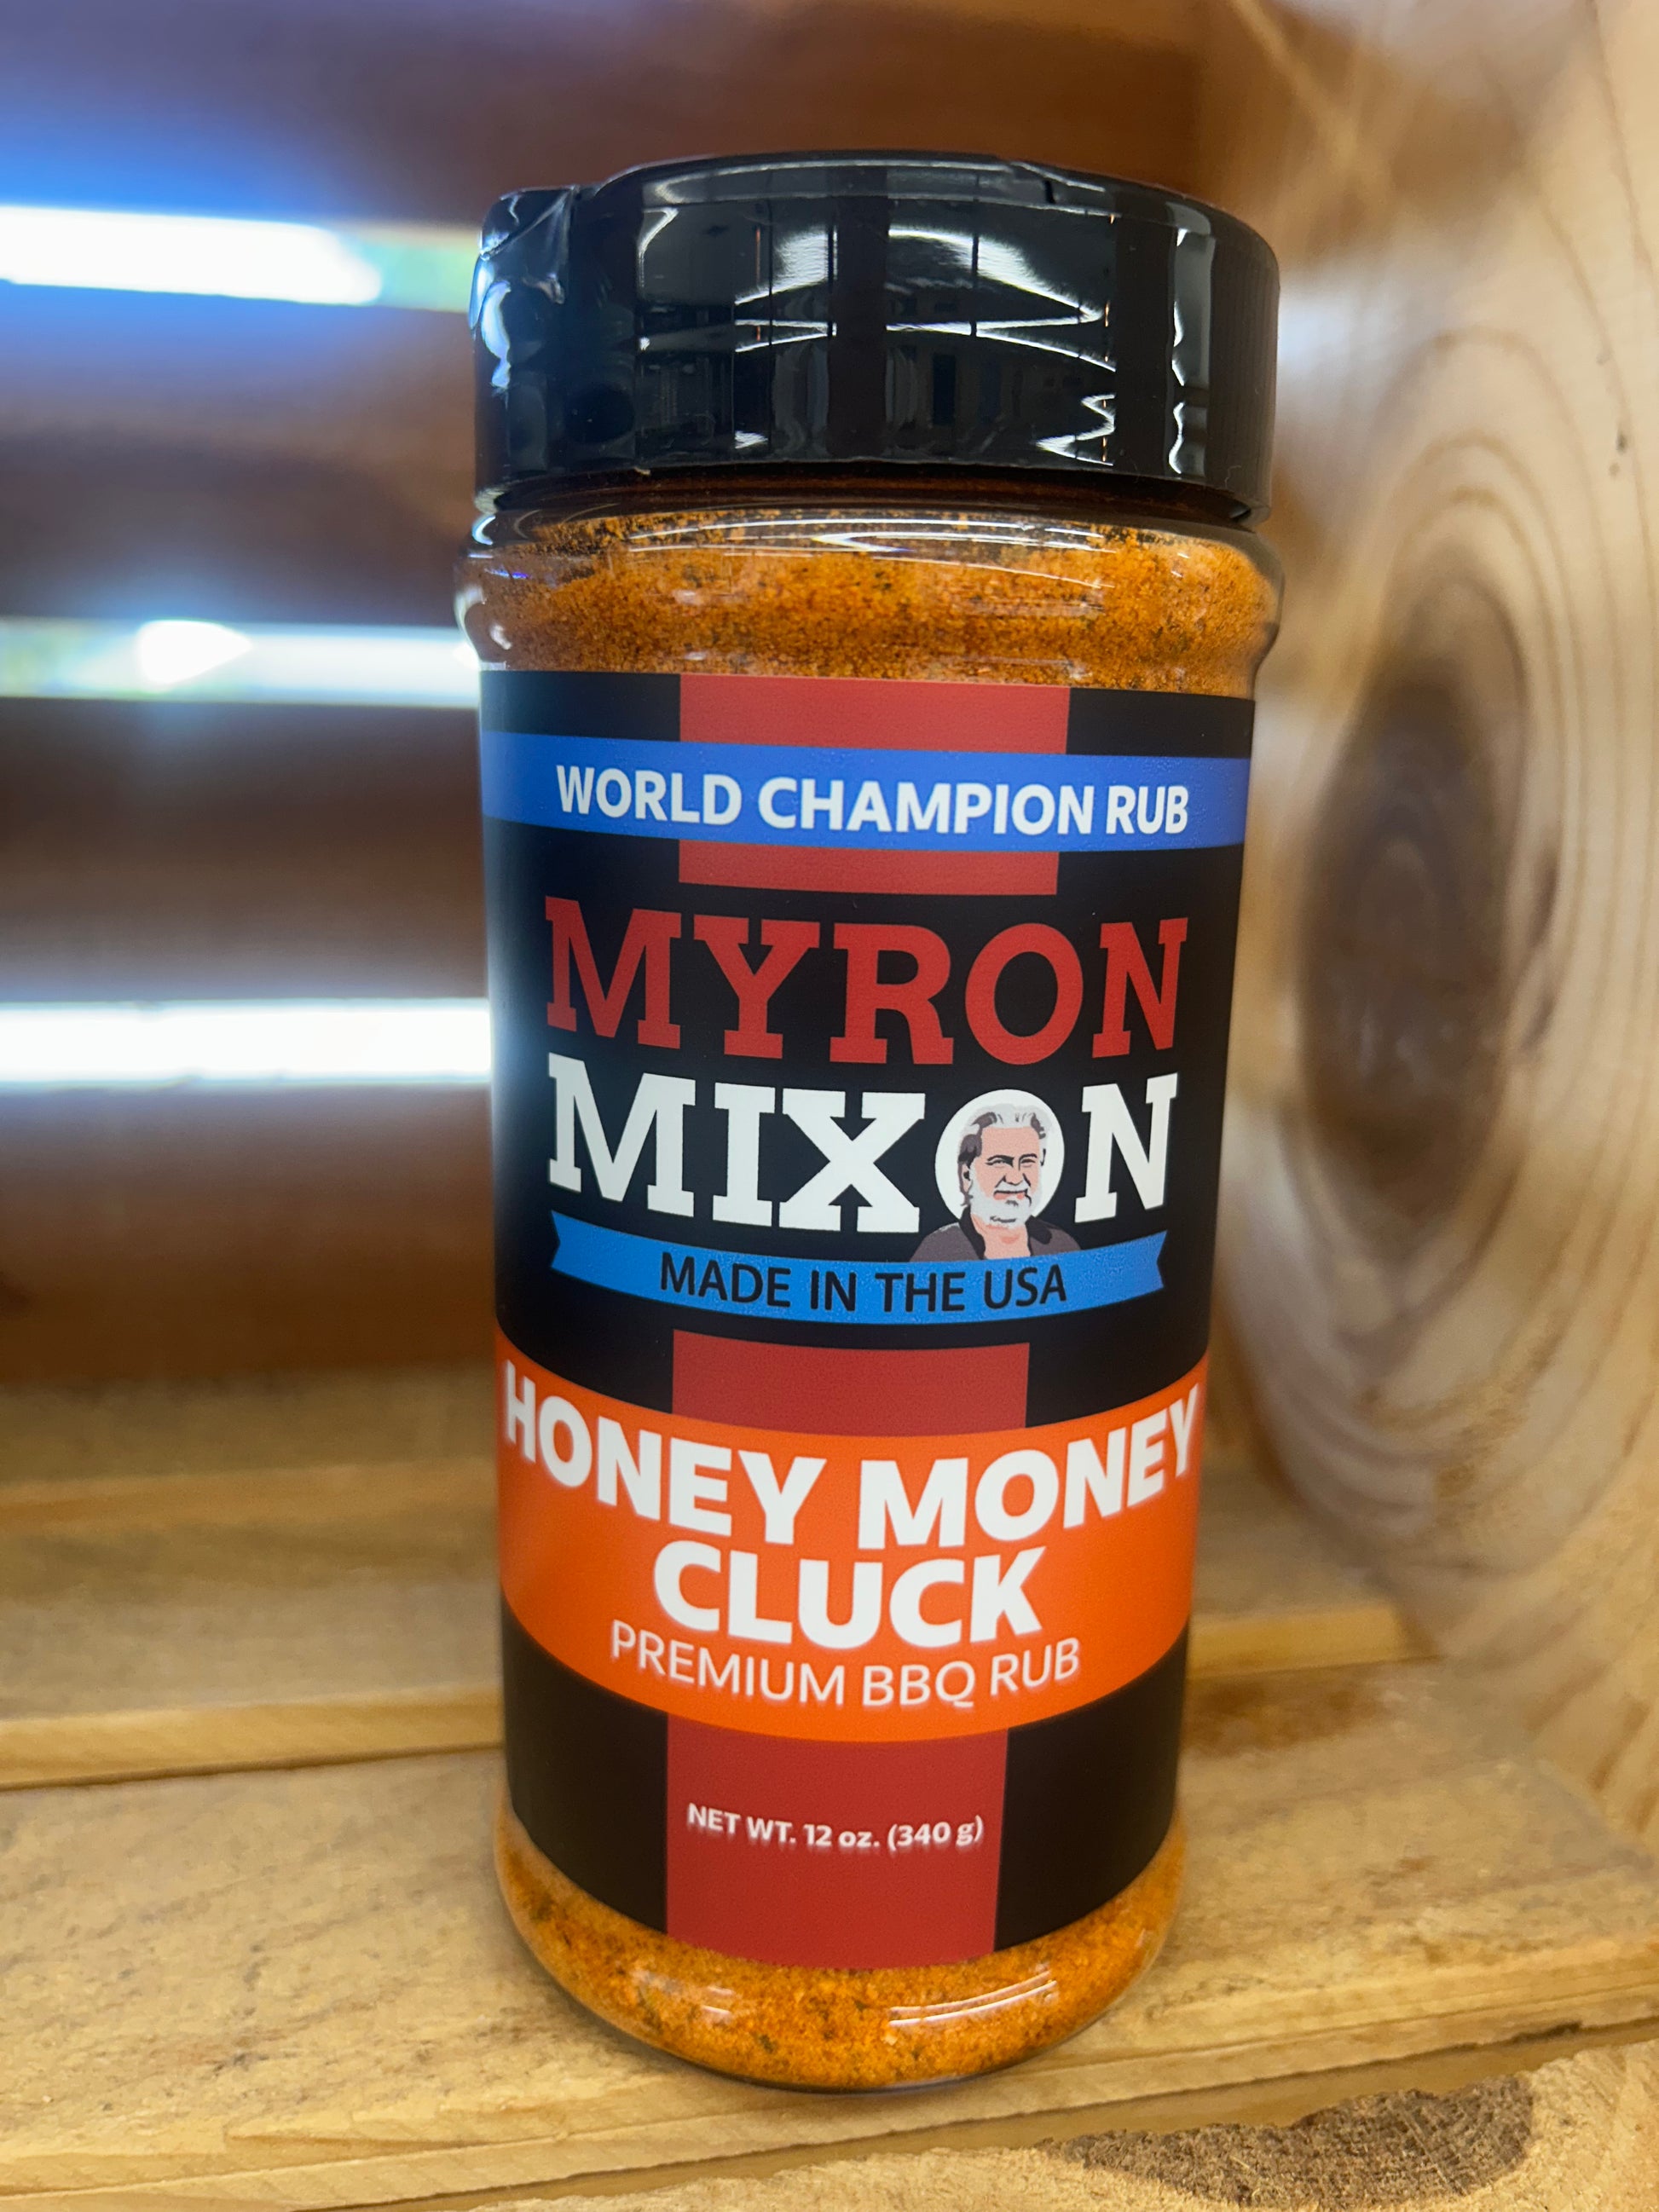 WORLD CHAMPION RUB
MYRON
MIXON
MADE IN THE USA
HONEY MONEY
CLUCK
PREMIUM BBQ RUB
NET WT. 12 oz. (340 g)